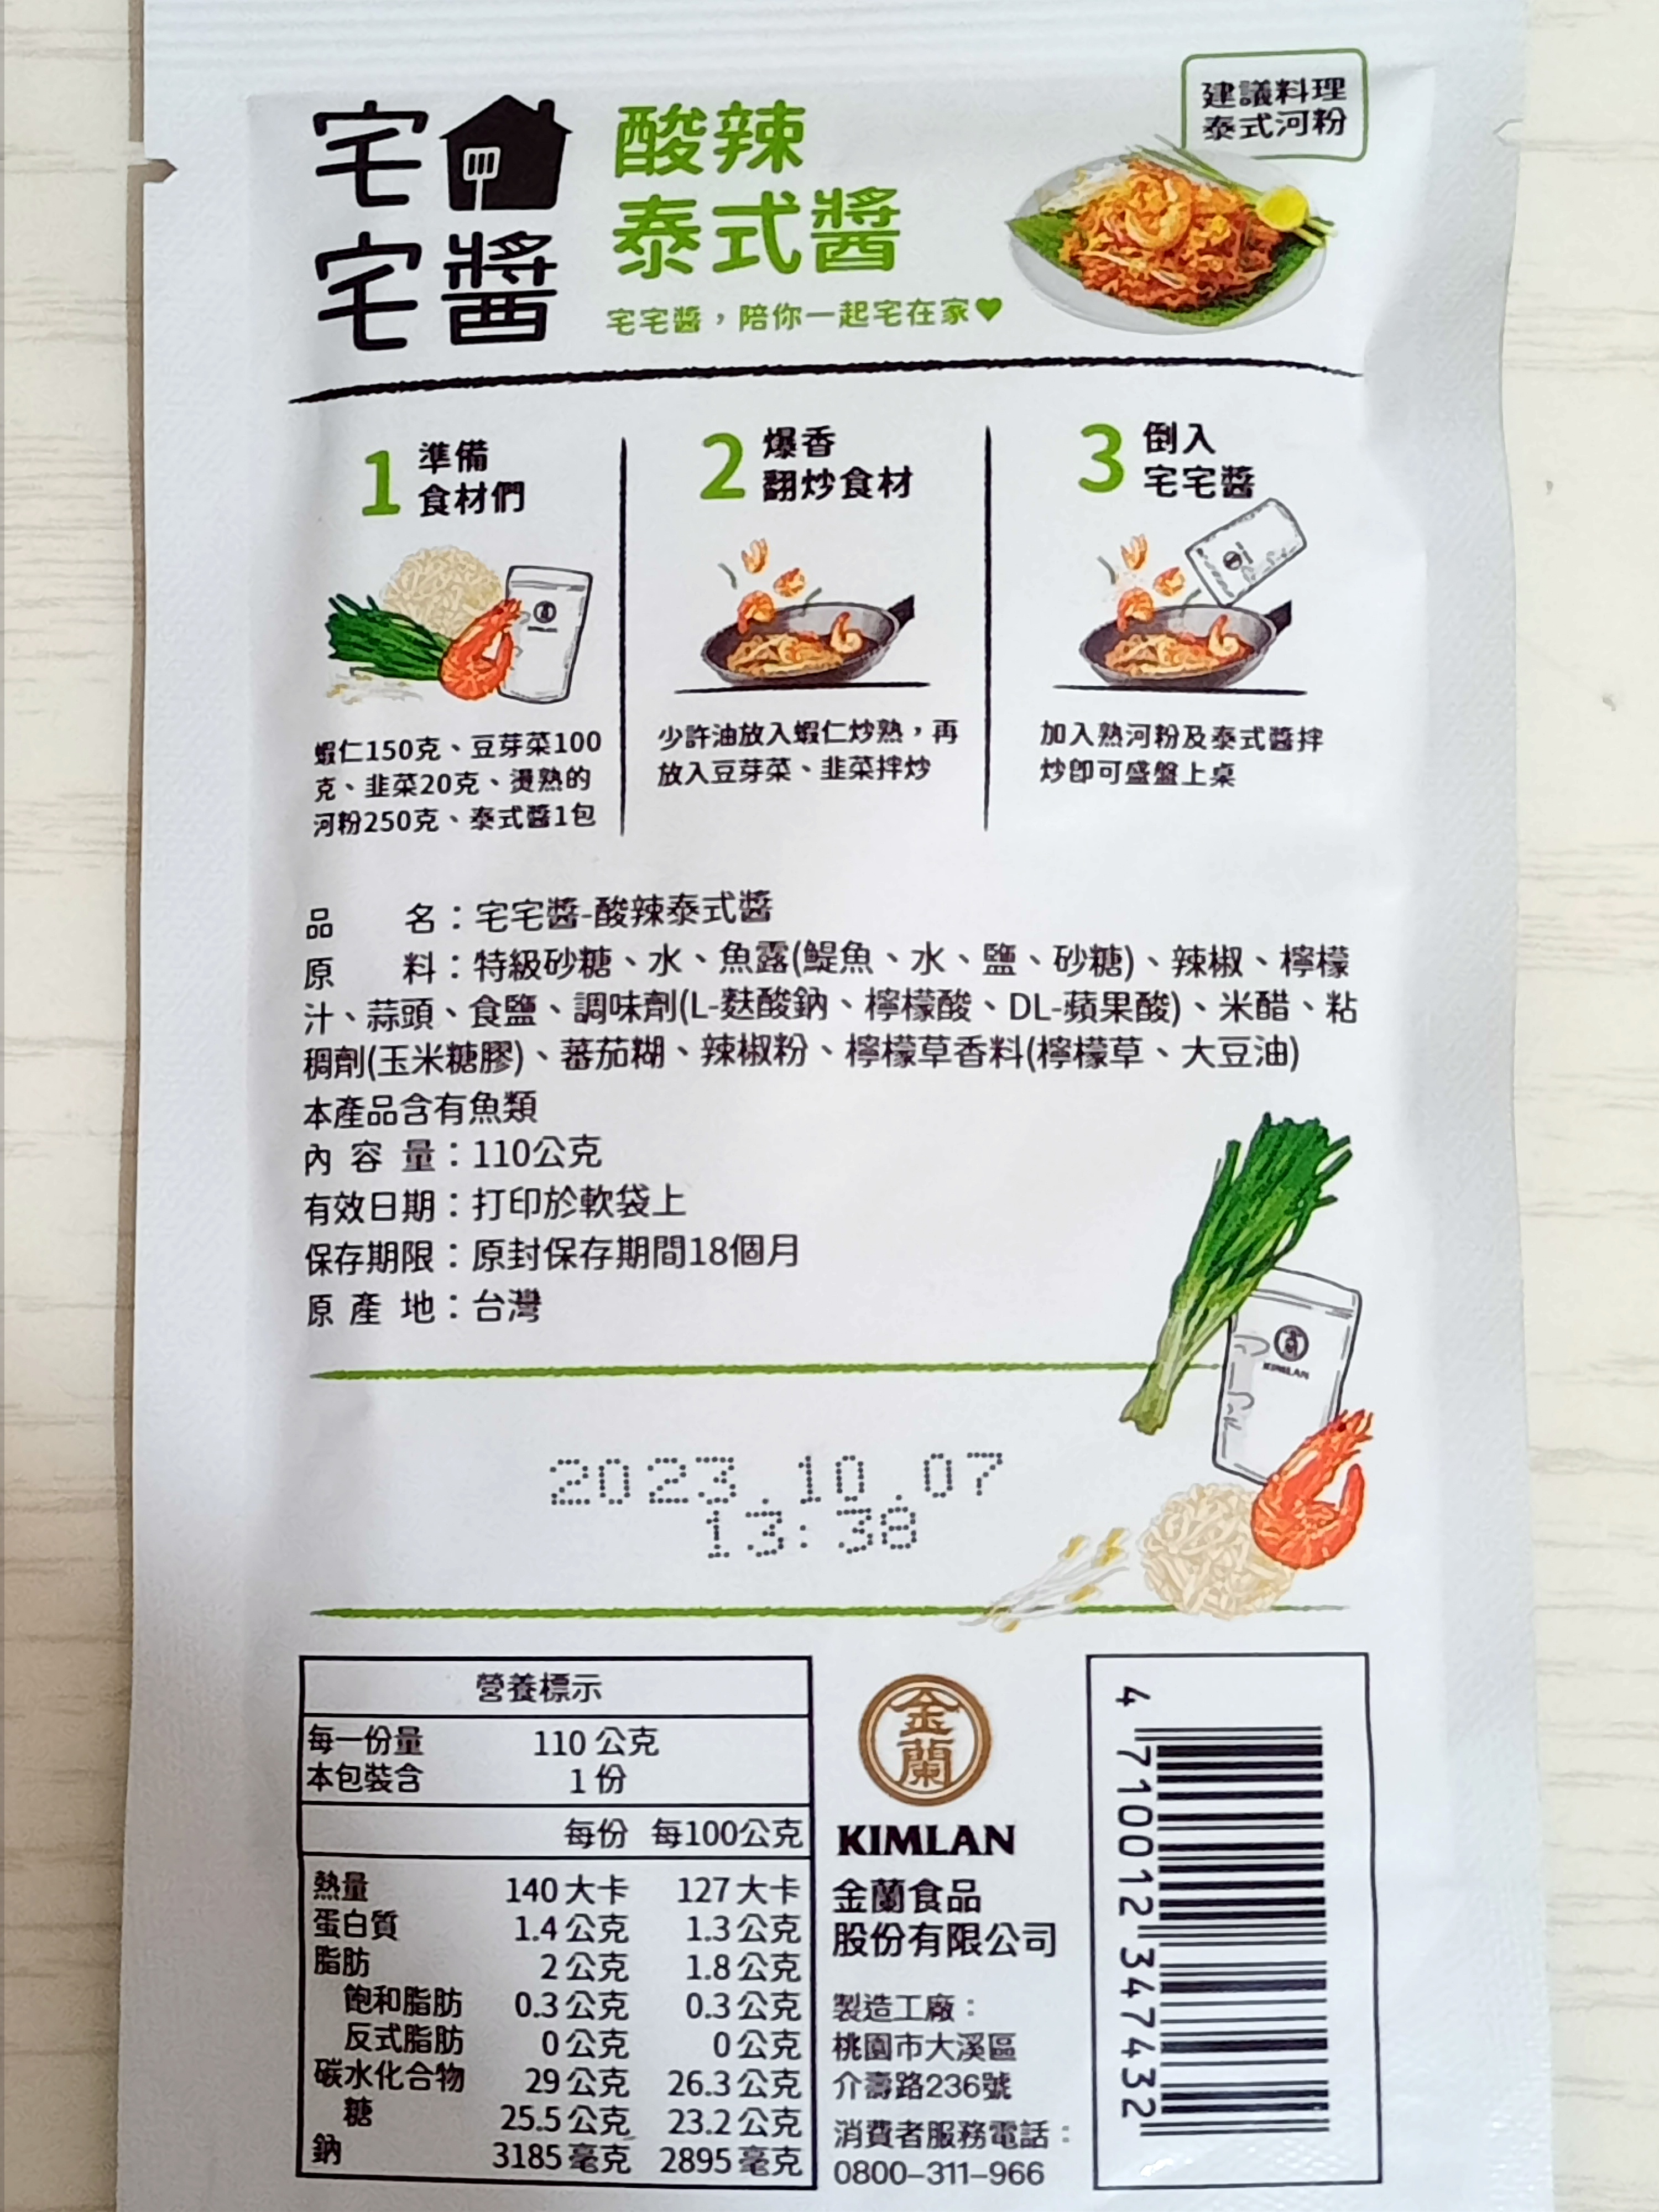 宅
宅醬
酸辣
泰式醬
宅宅醬，陪你一起宅在家♥
建議料理
泰式河粉
1 準備
食材們
蝦仁150克、豆芽菜100
克、韭菜20克、燙熟的
河粉250克、泰式醬1包
2 爆香
翻炒食材
少許油放入蝦仁炒熟，再
放入豆芽菜、韭菜拌炒
3 倒入
宅宅醬
加入熟河粉及泰式醬拌
炒即可盛盤上桌
品名：宅宅醬-酸辣泰式醬
原料：特級砂糖、水、魚露(鯷魚、水、鹽、砂糖)、辣椒、檸檬
汁、蒜頭、食鹽、調味劑(L-麩酸鈉、檸檬酸、DL-蘋果酸)、米醋、粘
稠劑(玉米糖膠)、蕃茄糊、辣椒粉、檸檬草香料(檸檬草、大豆油)
本產品含有魚類
內容量：110公克
有效日期：打印於軟袋上
保存期限：原封保存期間18個月
原產地：台灣
KIMLAN
2023.10.07
13:38
營養標示
每一份量 110 公克
本包裝含 1 份
每份 每100公克
熱量 140 大卡 127 大卡
蛋白質 1.4 公克 1.3 公克
脂肪 2 公克 1.8 公克
飽和脂肪 0.3 公克 0.3 公克
反式脂肪 0 公克 0 公克
碳水化合物 29 公克 26.3 公克
糖 25.5 公克 23.2 公克
鈉 3185 毫克 2895 毫克
金蘭
KIMLAN
金蘭食品
股份有限公司
製造工廠：
桃園市大溪區
介壽路236號
消費者服務電話：
0800-311-966
4 710012 347432